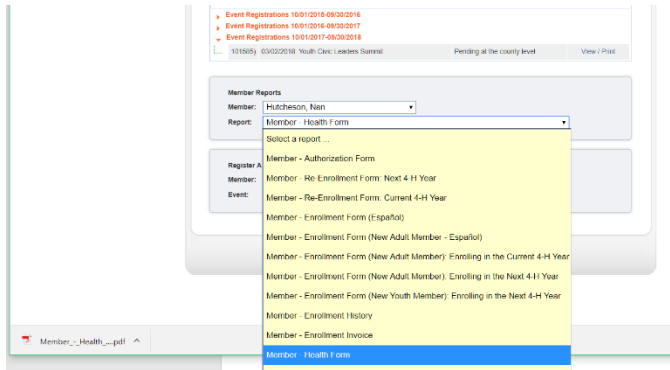 Event Registrations 10/01/2015-09/30/2016
Event Registrations 10/01/2016-09/30/2017
Event Registrations 10/01/2017-09/30/2018
101585) 03/02/2018: Youth Civic Leaders Summit Pending at the county level View / Print
Member Reports
Member: Hutcheson, Nan
Report: Member - Health Form
Select a report ...
Member - Authorization Form
Register A
Member: Member - Re-Enrollment Form: Next 4-H Year
Event: Member - Re-Enrollment Form: Current 4-H Year
Member - Enrollment Form (Español)
Member - Enrollment Form (New Adult Member - Español)
Member - Enrollment Form (New Adult Member): Enrolling in the Current 4-H Year
Member - Enrollment Form (New Adult Member): Enrolling in the Next 4-H Year
Member - Enrollment Form (New Youth Member): Enrolling in the Next 4-H Year
Member - Enrollment History
Member - Enrollment Invoice
Member_-_Health_....pdf
Member - Health Form